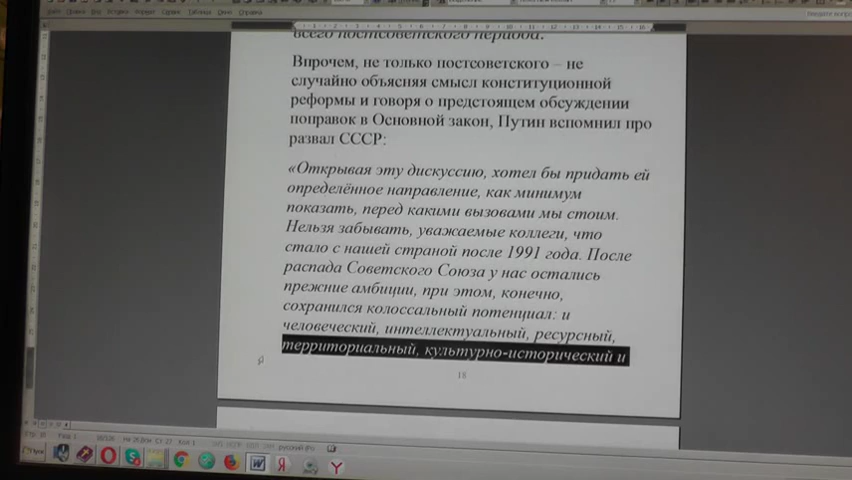 всего постсоветского периода.
Впрочем, не только постсоветского – не
случайно объясняя смысл конституционной
реформы и говоря о предстоящем обсуждении
поправок в Основной закон, Путин вспомнил про
развал СССР:
«Открывая эту дискуссию, хотел бы придать ей
определённое направление, как минимум
показать, перед какими вызовами мы стоим.
Нельзя забывать, уважаемые коллеги, что
стало с нашей страной после 1991 года. После
распада Советского Союза у нас остались
прежние амбиции, при этом, конечно,
сохранился колоссальный потенциал: и
человеческий, интеллектуальный, ресурсный,
территориальный, культурно-исторический и
18